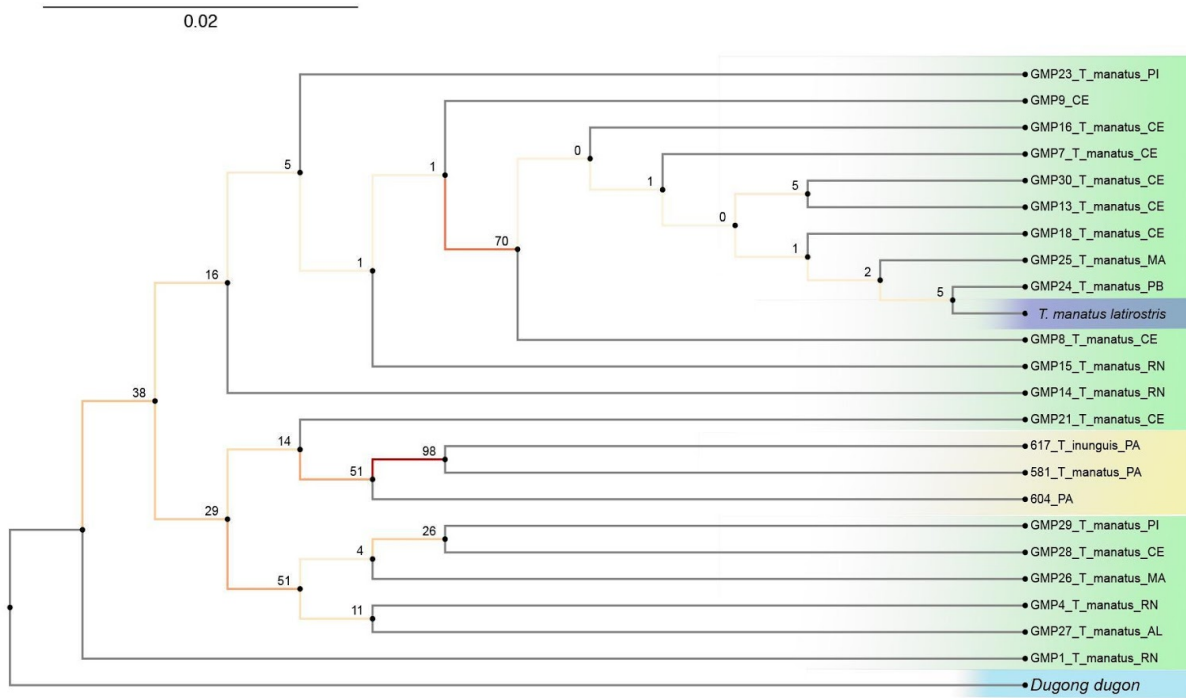 0.02
GMP23_T_manatus_PI
5
GMP9_CE
1
GMP16_T_manatus_CE
0
GMP7_T_manatus_CE
1
GMP30_T_manatus_CE
5
GMP13_T_manatus_CE
0
GMP18_T_manatus_CE
1
GMP25_T_manatus_MA
2
GMP24_T_manatus_PB
5
T. manatus latirostris
70
GMP8_T_manatus_CE
1
GMP15_T_manatus_RN
16
GMP14_T_manatus_RN
38
GMP21_T_manatus_CE
14
617_T_inunguis_PA
98
581_T_manatus_PA
51
604_PA
29
GMP29_T_manatus_PI
26
GMP28_T_manatus_CE
4
GMP26_T_manatus_MA
51
GMP4_T_manatus_RN
11
GMP27_T_manatus_AL
GMP1_T_manatus_RN
Dugong dugon